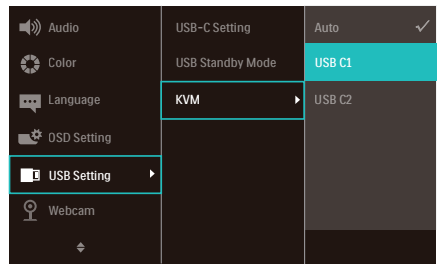 Audio
Color
Language
OSD Setting
USB Setting
Webcam
USB-C Setting
USB Standby Mode
KVM
Auto
USB C1
USB C2